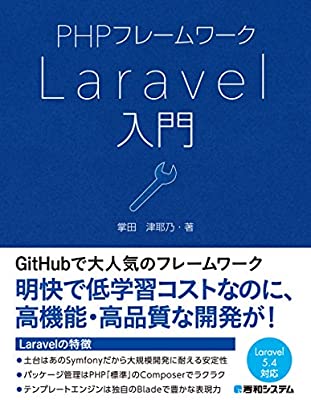 PHPフレームワーク
Laravel
入門
掌田 津耶乃・著
GitHubで大人気のフレームワーク
明快で低学習コストなのに、
高機能・高品質な開発が!
Laravelの特徴
• 土台はあのSymfonyだから大規模開発に耐える安定性
• パッケージ管理はPHP「標準」のComposerでラクラク
• テンプレートエンジンは独自のBladeで豊かな表現力
Laravel
5.4
対応
秀和システム